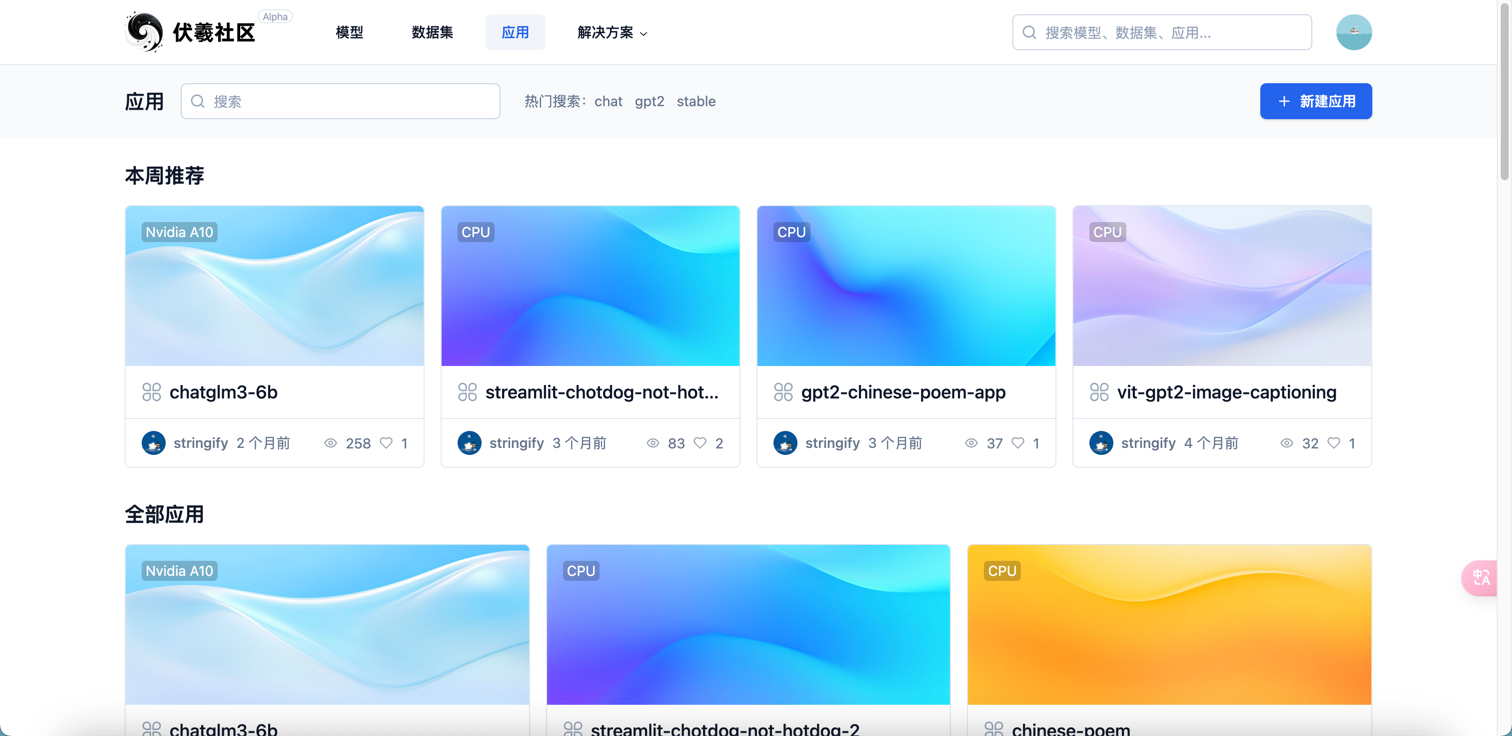 伏羲社区 Alpha 模型 数据集 应用 解决方案 搜索模型、数据集、应用...
应用 搜索 热门搜索: chat gpt2 stable + 新建应用
本周推荐
Nvidia A10 CPU CPU CPU
chatglm3-6b streamlit-chotdog-not-hot... gpt2-chinese-poem-app vit-gpt2-image-captioning
stringify 2 个月前 258 1 stringify 3 个月前 83 2 stringify 3 个月前 37 1 stringify 4 个月前 32 1
全部应用
Nvidia A10 CPU CPU
中A
chatglm3-6b streamlit-chotdog-not-hotdog-2 chinese-poem